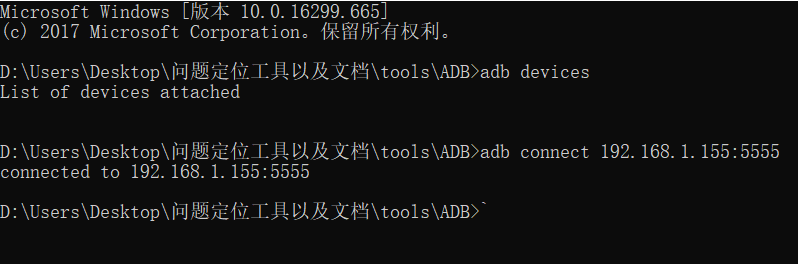 Microsoft Windows [版本 10.0.16299.665]
(c) 2017 Microsoft Corporation。保留所有权利。
D:\Users\Desktop\问题定位工具以及文档\tools\ADB>adb devices
List of devices attached
D:\Users\Desktop\问题定位工具以及文档\tools\ADB>adb connect 192.168.1.155:5555
connected to 192.168.1.155:5555
D:\Users\Desktop\问题定位工具以及文档\tools\ADB>`